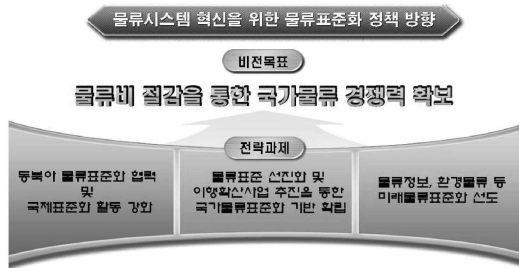 물류시스템 혁신을 위한 물류표준화 정책 방향
비전목표
물류비 절감을 통한 국가물류 경쟁력 확보
전략과제
동북아 물류표준화 협력
및
국제표준화 활동 강화
물류표준 선진화 및
이행확산사업 추진을 통한
국가물류표준화 기반 확립
물류정보, 환경물류 등
미래물류표준화 선도